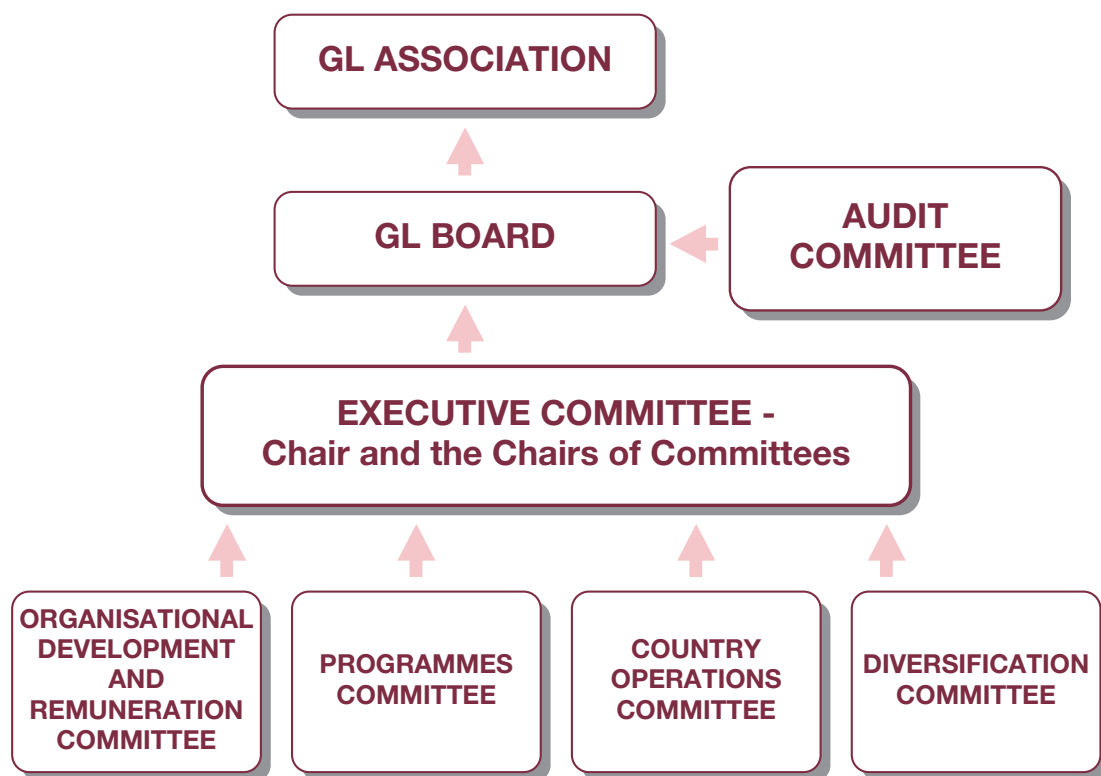 GL ASSOCIATION
GL BOARD
AUDIT
COMMITTEE
EXECUTIVE COMMITTEE -
Chair and the Chairs of Committees
ORGANISATIONAL
DEVELOPMENT
AND
REMUNERATION
COMMITTEE
PROGRAMMES
COMMITTEE
COUNTRY
OPERATIONS
COMMITTEE
DIVERSIFICATION
COMMITTEE